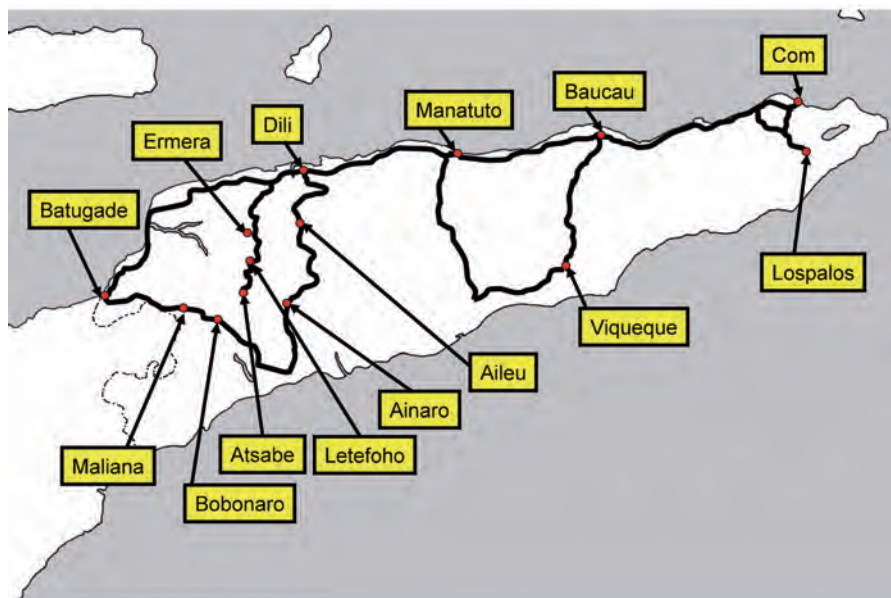 Com
Baucau
Manatuto
Dili
Ermera
Batugade
Lospalos
Viqueque
Aileu
Ainaro
Letefoho
Atsabe
Maliana
Bobonaro